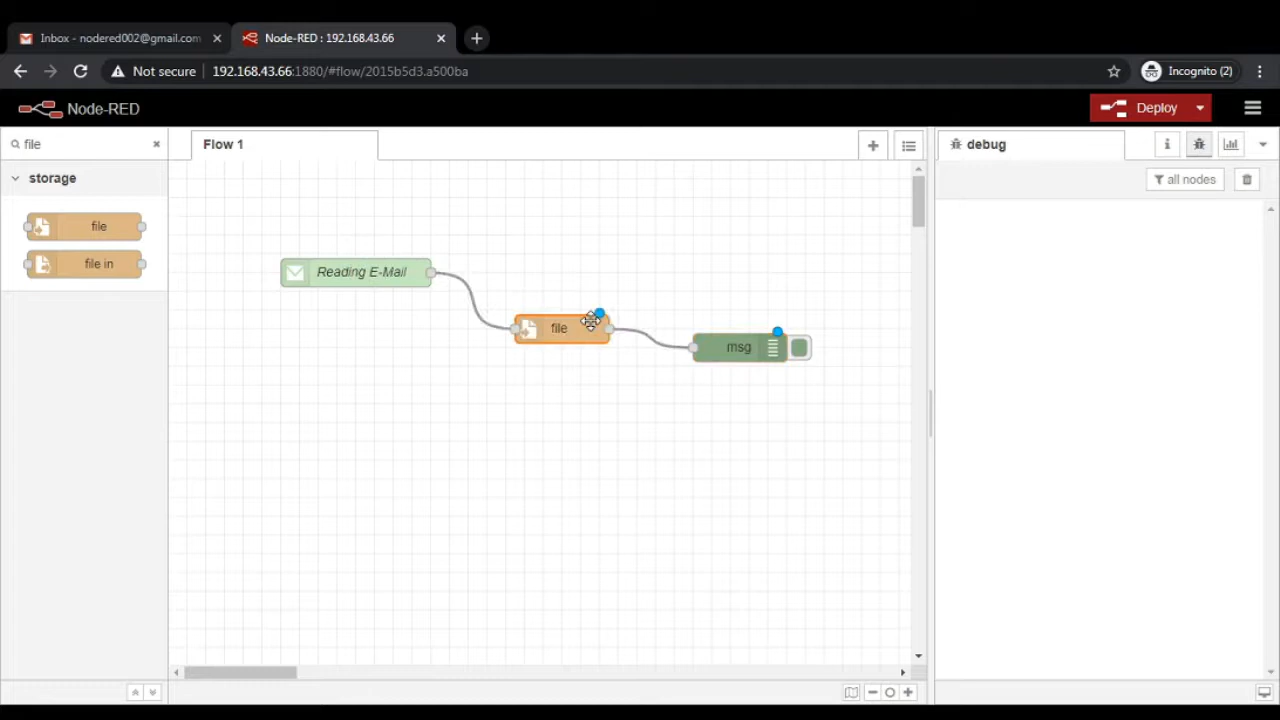 Inbox - nodered002@gmail.com
Node-RED : 192.168.43.66
Not secure
192.168.43.66:1880/#flow/2015b5d3.a500ba
Incognito (2)
Node-RED
Deploy
file
Flow 1
debug
storage
all nodes
file
file in
Reading E-Mail
file
msg